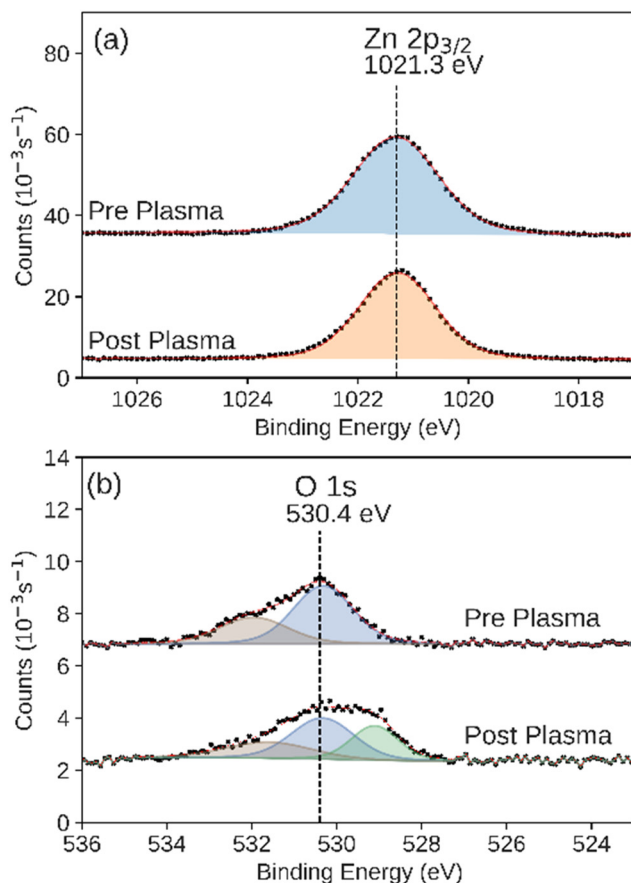 (a)
Zn 2p3/2
1021.3 eV
80
60
40
20
0
Counts (10⁻³s⁻¹)
Pre Plasma
Post Plasma
1026 1024 1022 1020 1018
Binding Energy (eV)
(b)
O 1s
530.4 eV
14
12
10
8
6
4
2
0
Counts (10⁻³s⁻¹)
Pre Plasma
Post Plasma
536 534 532 530 528 526 524
Binding Energy (eV)